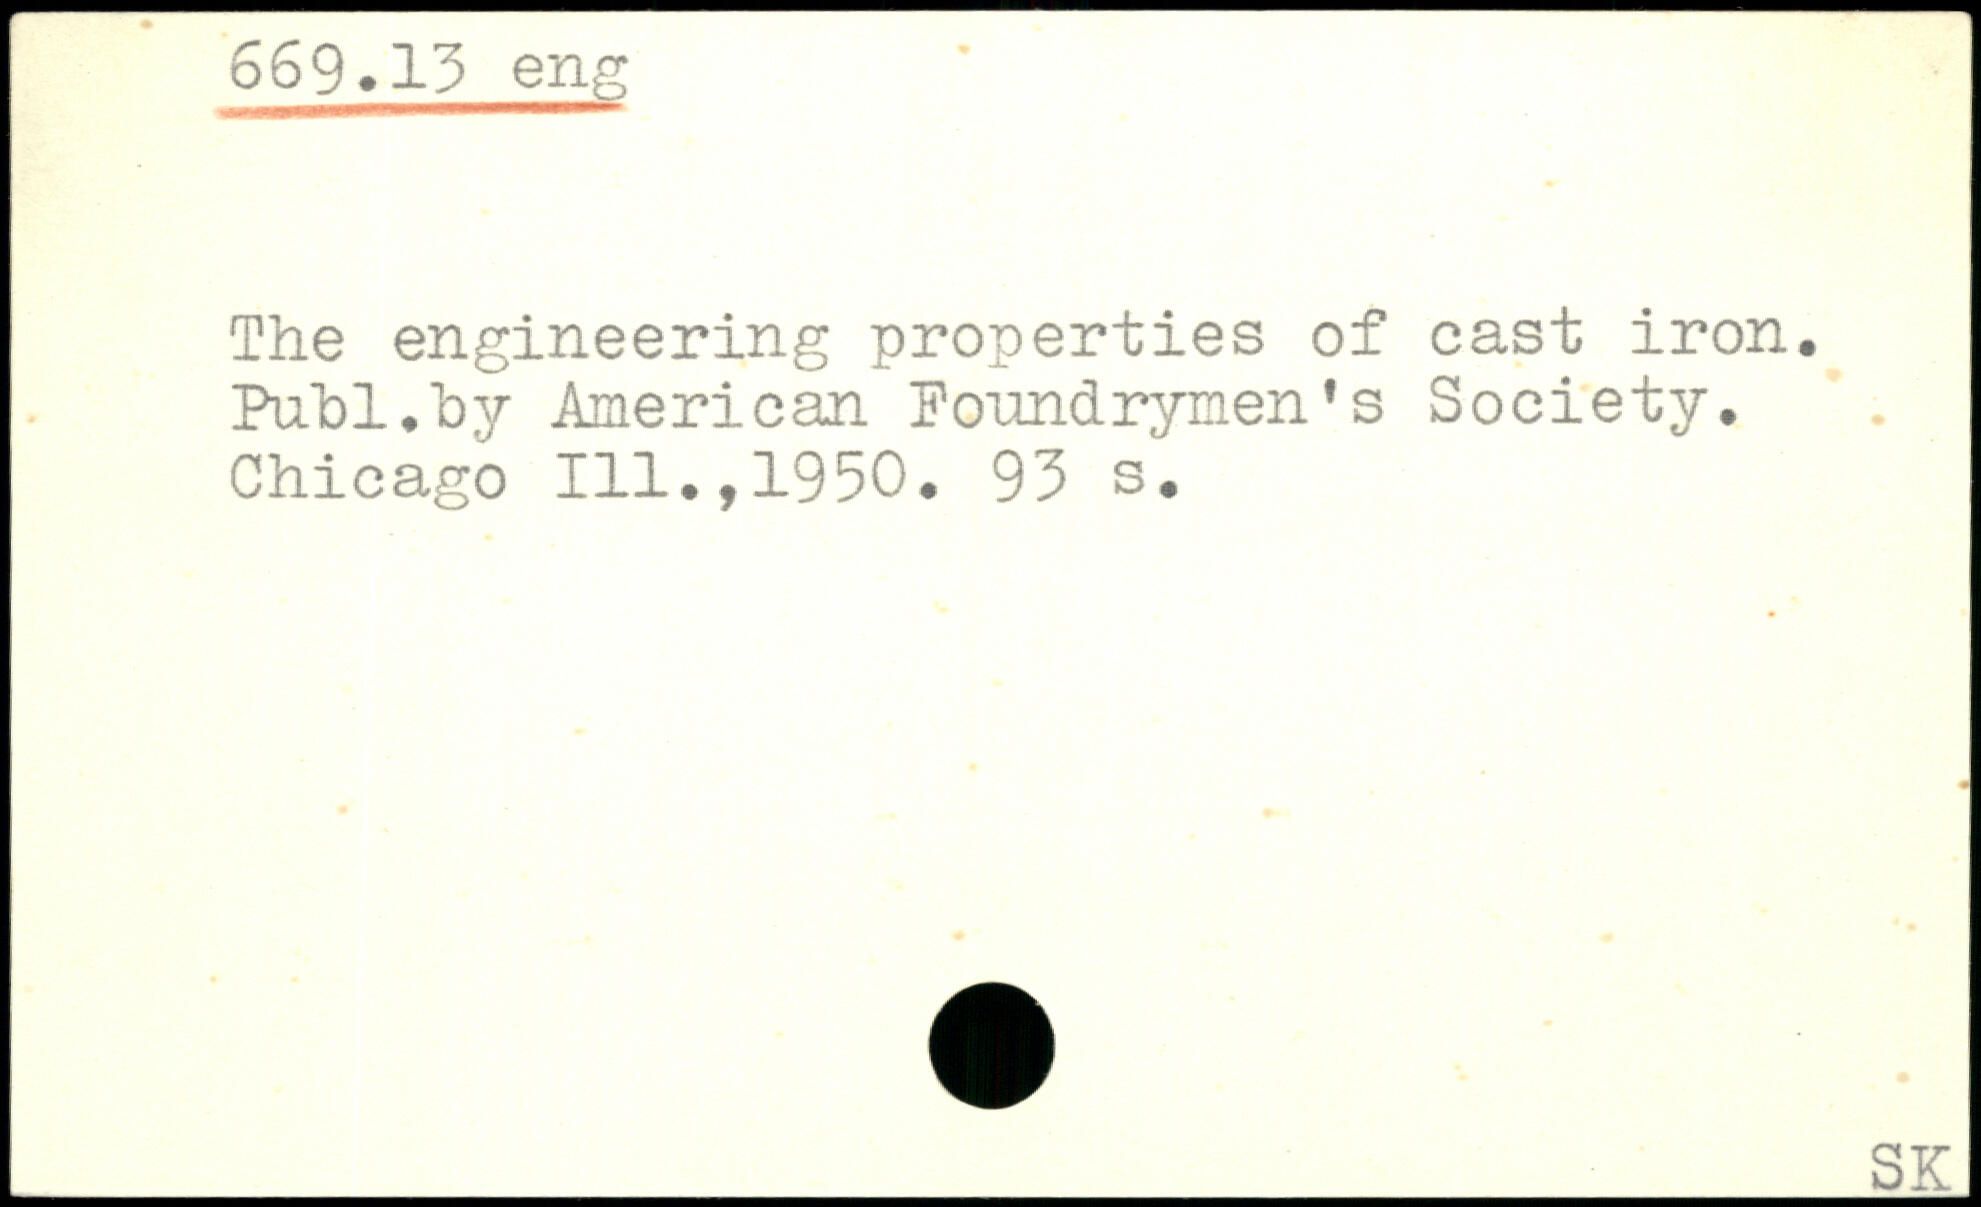 669.13 eng
The engineering properties of cast iron.
Publ.by American Foundrymen's Society.
Chicago Ill.,1950. 93 s.
SK